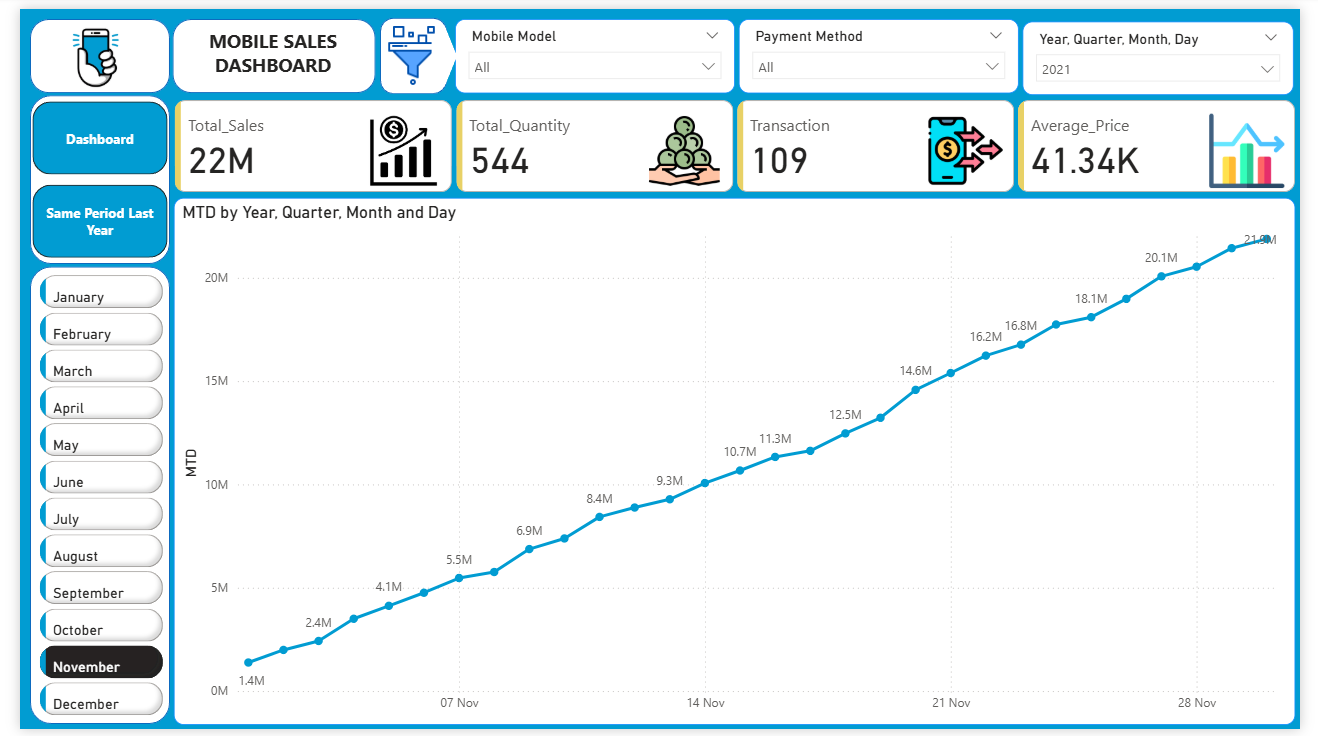 MOBILE SALES
DASHBOARD
Mobile Model
All
Payment Method
All
Year, Quarter, Month, Day
2021
Dashboard
Same Period Last
Year
Total_Sales
22M
Total_Quantity
544
Transaction
109
Average_Price
41.34K
January
February
March
April
May
June
July
August
September
October
November
December
MTD by Year, Quarter, Month and Day
MTD
20M
15M
10M
5M
0M
1.4M
2.4M
4.1M
5.5M
6.9M
8.4M
9.3M
10.7M
11.3M
12.5M
14.6M
16.2M
16.8M
18.1M
20.1M
21.9M
07 Nov
14 Nov
21 Nov
28 Nov